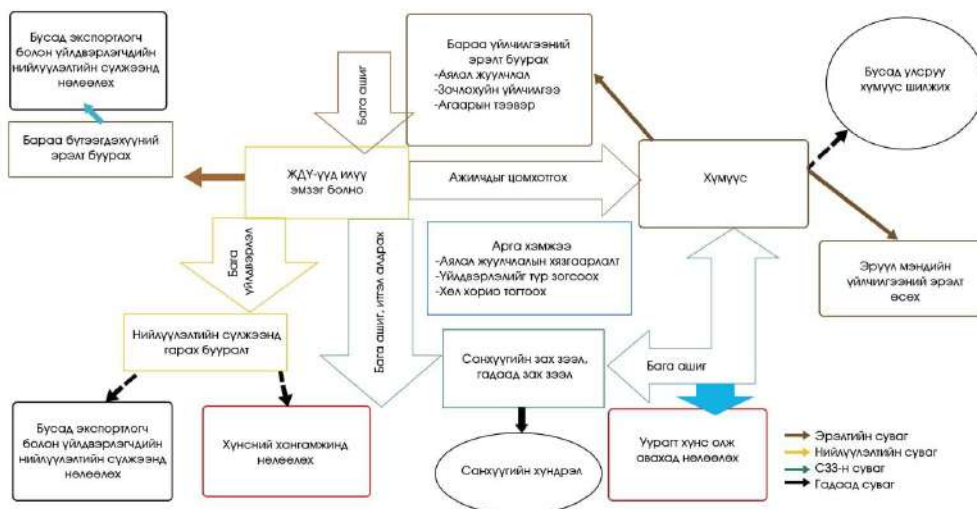 Бусад экспортлогч
болон үйлдвэрлэгчдийн
нийлүүлэлтийн сүлжээнд
нөлөөлөх
Бараа бүтээгдэхүүний
эрэлт буурах
Бага ашиг
Бараа үйлчилгээний
эрэлт буурах
-Аялал жуулчлал
-Зочлохуйн үйлчилгээ
-Агаарын тээвэр
Бусад улсруу
хүмүүс шилжих
ЖДҮ-үүд илүү
эмзэг болно
Ажилчдыг цомхотгох
Хүмүүс
Бага
үйлдвэрлэл
Бага ашиг, итгэл алдрах
Арга хэмжээ
-Аялал жуулчлалын хязгаарлалт
-Үйлдвэрлэлийг түр зогсоох
-Хөл хорио тогтоох
Эрүүл мэндийн
үйлчилгээний эрэлт
өсөх
Нийлүүлэлтийн сүлжээнд
гарах бууралт
Санхүүгийн зах зээл,
гадаад зах зээл
Бага ашиг
Бусад экспортлогч
болон үйлдвэрлэгчдийн
нийлүүлэлтийн сүлжээнд
нөлөөлөх
Хүнсний хангамжинд
нөлөөлөх
Санхүүгийн хүндрэл
Уурагт хүнс олж
авахад нөлөөлөх
Эрэлтийн суваг
Нийлүүлэлтийн суваг
СЗЗ-н суваг
Гадаад суваг